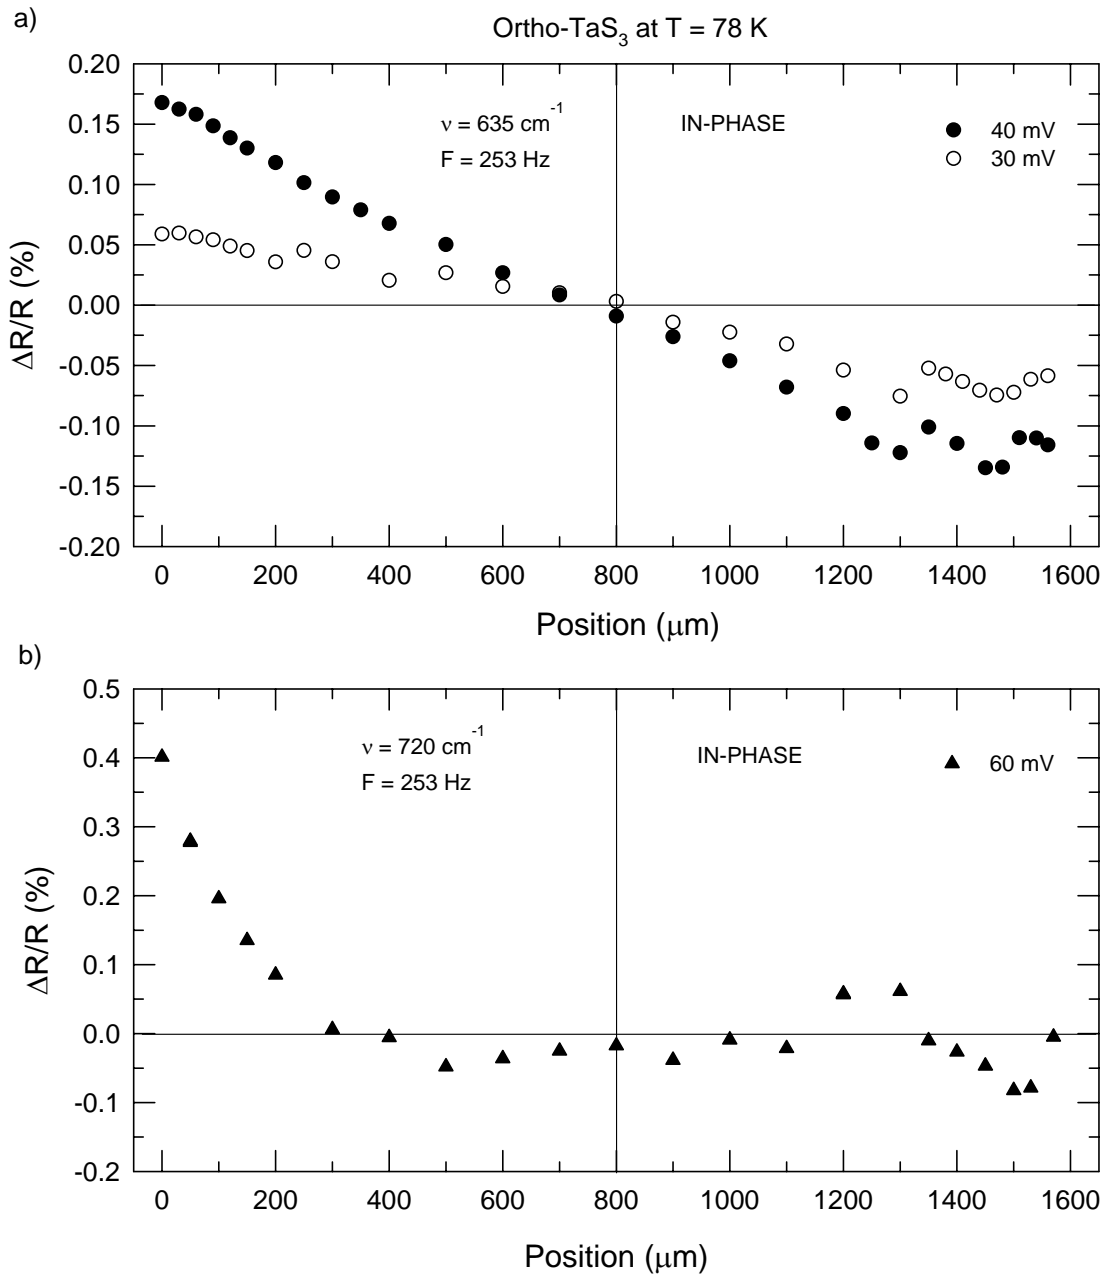 a)
Ortho-TaS₃ at T = 78 K
0.20
0.15
0.10
0.05
0.00
-0.05
-0.10
-0.15
-0.20
ΔR/R (%)
ν = 635 cm⁻¹
F = 253 Hz
IN-PHASE
40 mV
30 mV
0 200 400 600 800 1000 1200 1400 1600
Position (μm)
b)
0.5
0.4
0.3
0.2
0.1
0.0
-0.1
-0.2
ΔR/R (%)
ν = 720 cm⁻¹
F = 253 Hz
IN-PHASE
60 mV
0 200 400 600 800 1000 1200 1400 1600
Position (μm)